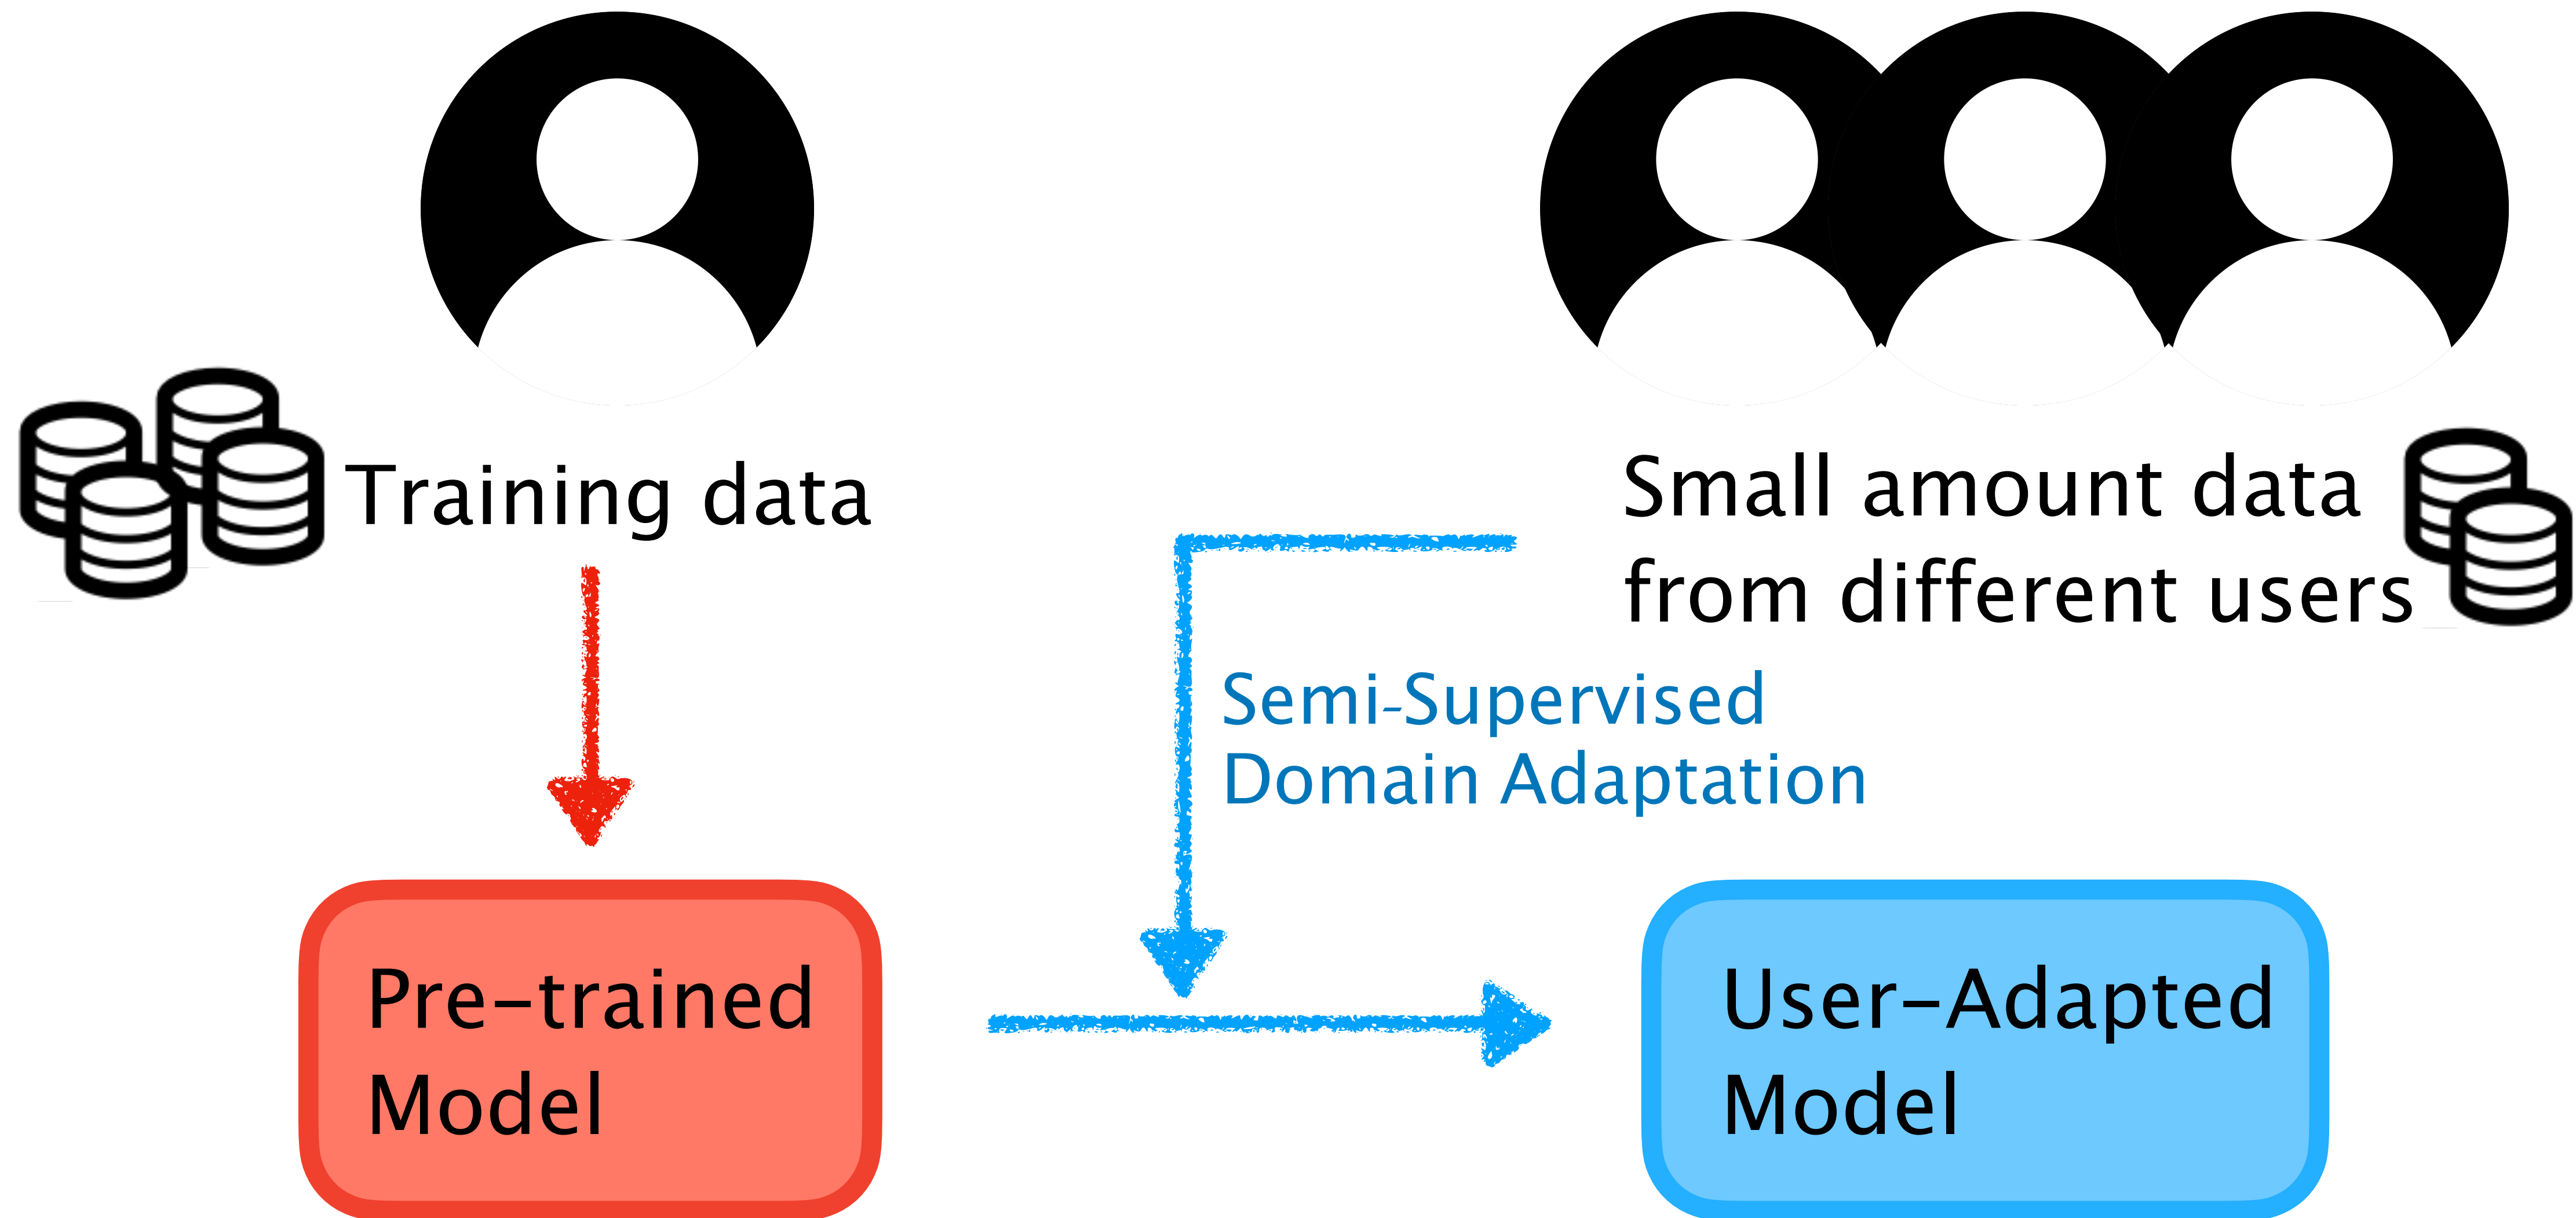 Training data
Small amount data
from different users
Semi-Supervised
Domain Adaptation
Pre-trained
Model
User-Adapted
Model